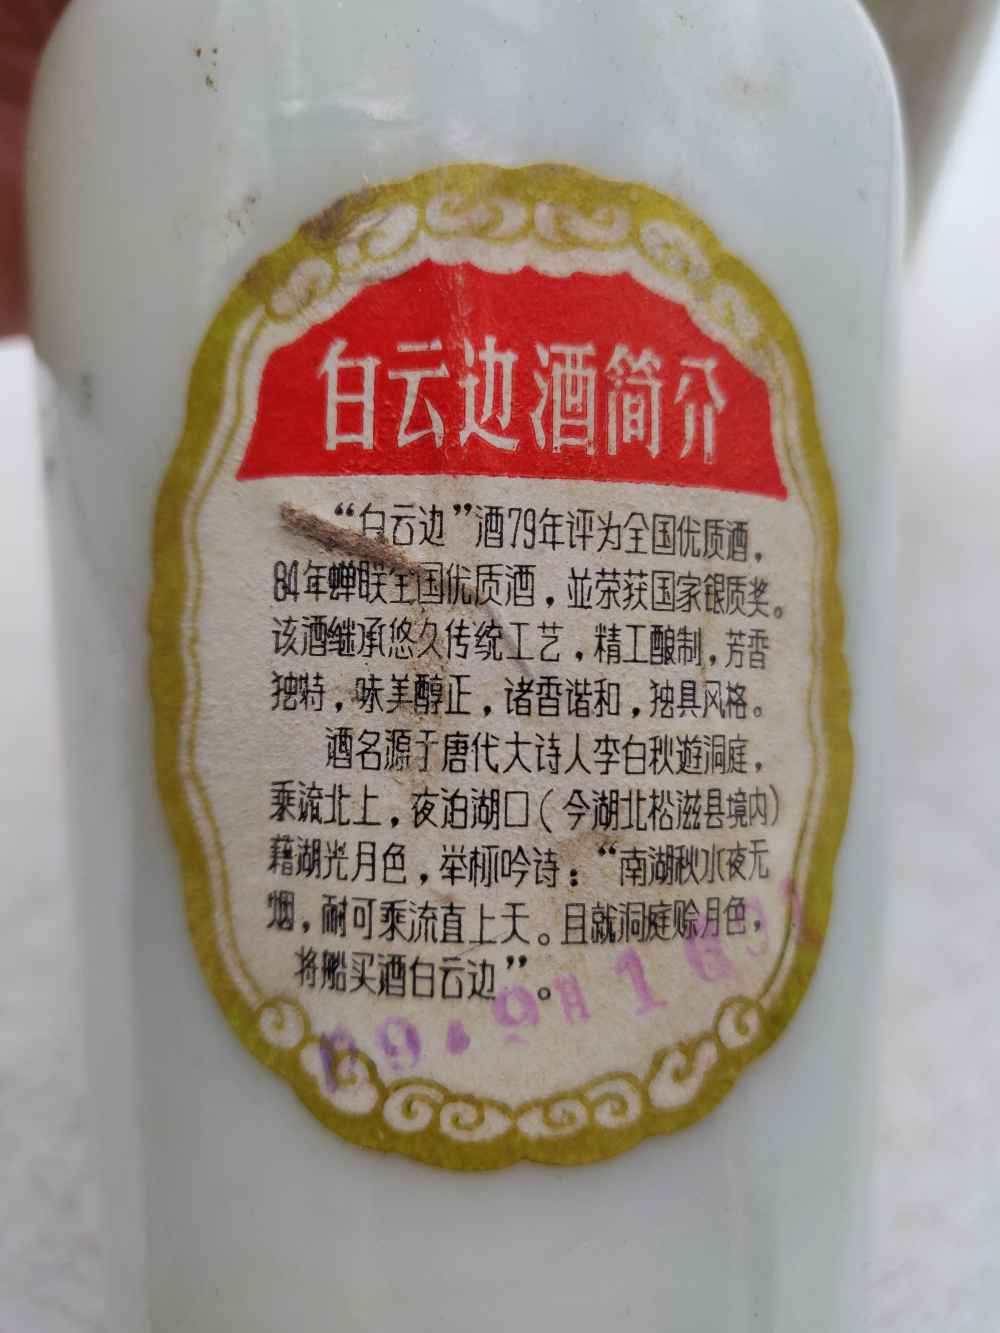 白云边酒简介
“白云边”酒79年评为全国优质酒，
84年蝉联全国优质酒，並荣获国家银质奖。
该酒继承悠久传统工艺，精工酿制，芳香
独特，味美醇正，诸香谐和，独具风格。
酒名源于唐代大诗人李白秋遊洞庭，
乘流北上，夜泊湖口（今湖北松滋县境内）
藉湖光月色，举杯吟诗：“南湖秋水夜无
烟，耐可乘流直上天。且就洞庭赊月色，
将船买酒白云边”。